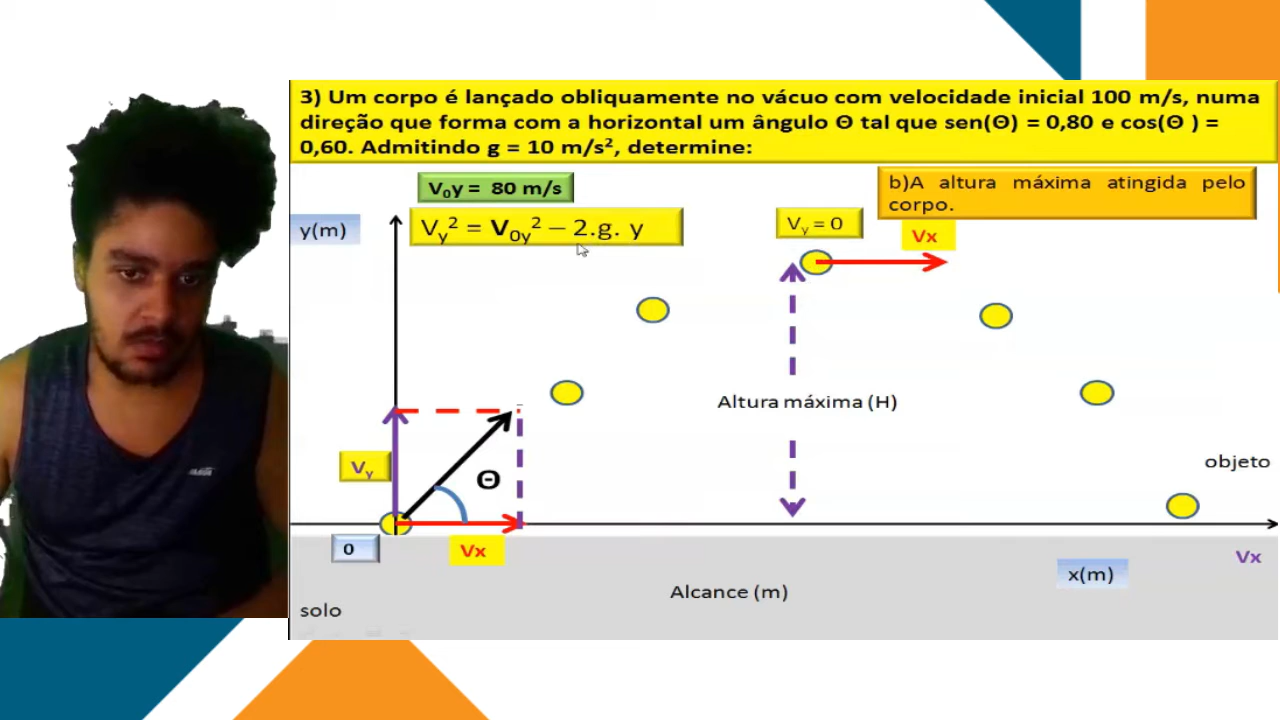 3) Um corpo é lançado obliquamente no vácuo com velocidade inicial 100 m/s, numa
direção que forma com a horizontal um ângulo Θ tal que sen(Θ) = 0,80 e cos(Θ ) =
0,60. Admitindo g = 10 m/s², determine:
V₀y = 80 m/s
b)A altura máxima atingida pelo
corpo.
y(m)
Vy² = V0y² – 2.g. y
Vy = 0
Vx
Altura máxima (H)
Vy
Θ
objeto
0
Vx
Vx
x(m)
Alcance (m)
solo